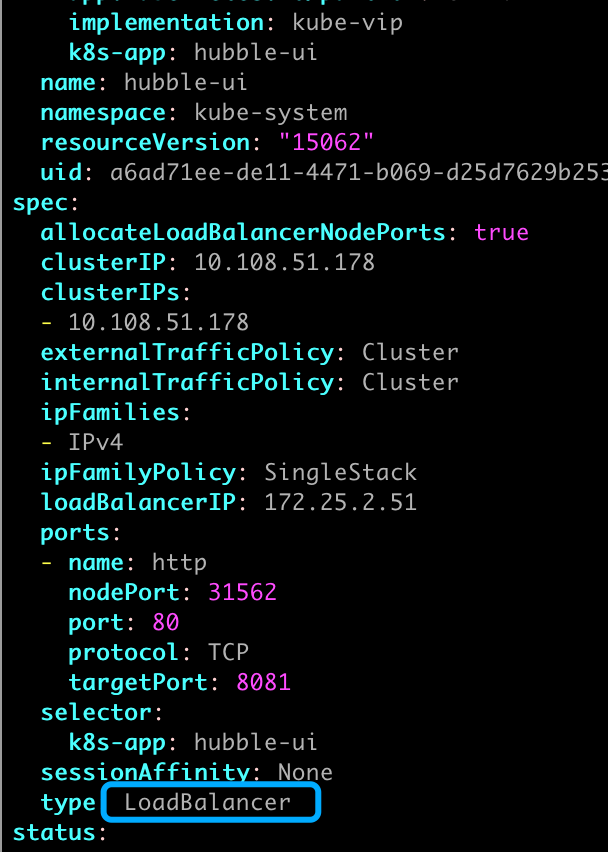 implementation: kube-vip
k8s-app: hubble-ui
name: hubble-ui
namespace: kube-system
resourceVersion: "15062"
uid: a6ad71ee-de11-4471-b069-d25d7629b253
spec:
allocateLoadBalancerNodePorts: true
clusterIP: 10.108.51.178
clusterIPs:
- 10.108.51.178
externalTrafficPolicy: Cluster
internalTrafficPolicy: Cluster
ipFamilies:
- IPv4
ipFamilyPolicy: SingleStack
loadBalancerIP: 172.25.2.51
ports:
- name: http
nodePort: 31562
port: 80
protocol: TCP
targetPort: 8081
selector:
k8s-app: hubble-ui
sessionAffinity: None
type LoadBalancer
status: